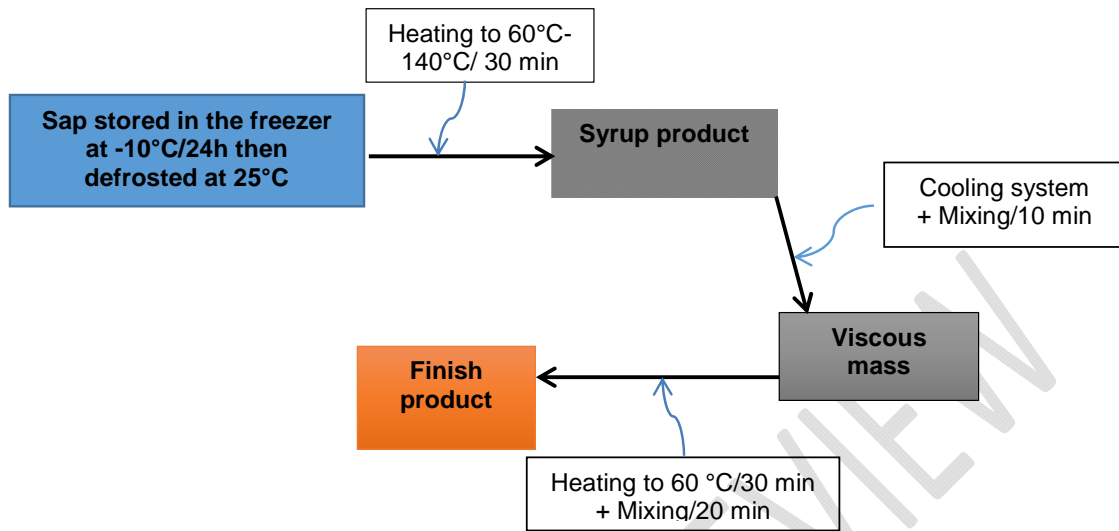 Heating to 60°C-
140°C/ 30 min
Sap stored in the freezer
at -10°C/24h then
defrosted at 25°C
Syrup product
Cooling system
+ Mixing/10 min
Viscous
mass
Finish
product
Heating to 60 °C/30 min
+ Mixing/20 min